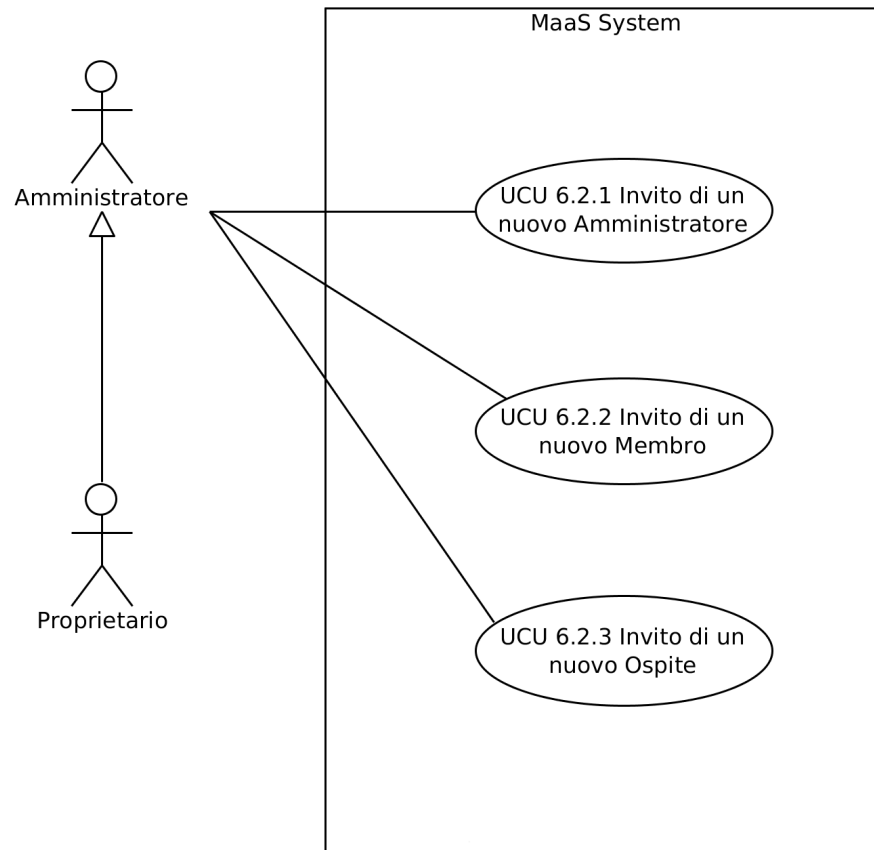 MaaS System
Amministratore
UCU 6.2.1 Invito di un
nuovo Amministratore
UCU 6.2.2 Invito di un
nuovo Membro
Proprietario
UCU 6.2.3 Invito di un
nuovo Ospite